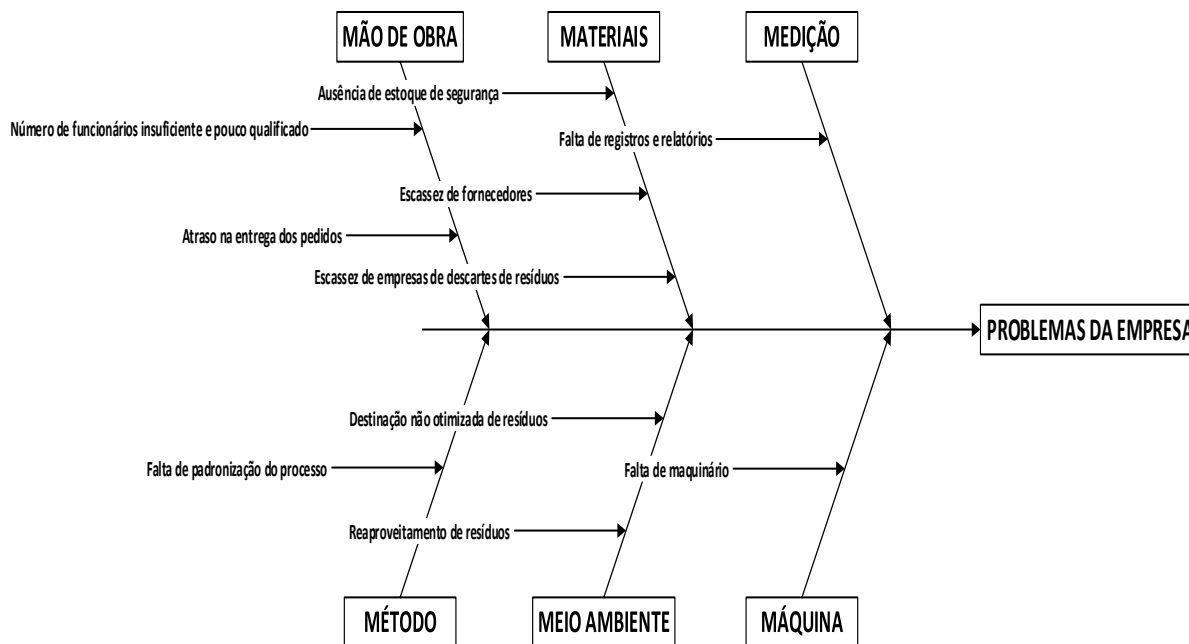 MÃO DE OBRA
MATERIAIS
MEDIÇÃO
Ausência de estoque de segurança
Número de funcionários insuficiente e pouco qualificado
Falta de registros e relatórios
Escassez de fornecedores
Atraso na entrega dos pedidos
Escassez de empresas de descartes de resíduos
PROBLEMAS DA EMPRESA
Destinação não otimizada de resíduos
Falta de padronização do processo
Falta de maquinário
Reaproveitamento de resíduos
MÉTODO
MEIO AMBIENTE
MÁQUINA